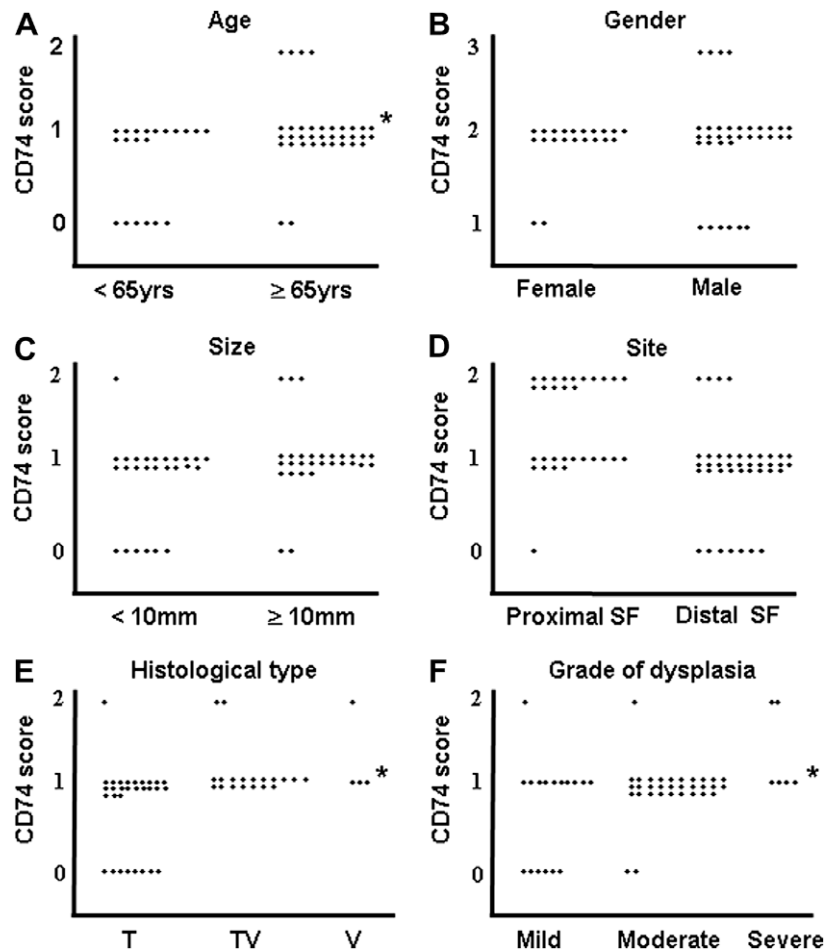 A Age
CD74 score
2
1
*
0
< 65yrs ≥ 65yrs
B Gender
CD74 score
3
2
1
Female Male
C Size
CD74 score
2
1
0
< 10mm ≥ 10mm
D Site
CD74 score
2
1
0
Proximal SF Distal SF
E Histological type
CD74 score
2
1
*
0
T TV V
F Grade of dysplasia
CD74 score
2
1
*
0
Mild Moderate Severe